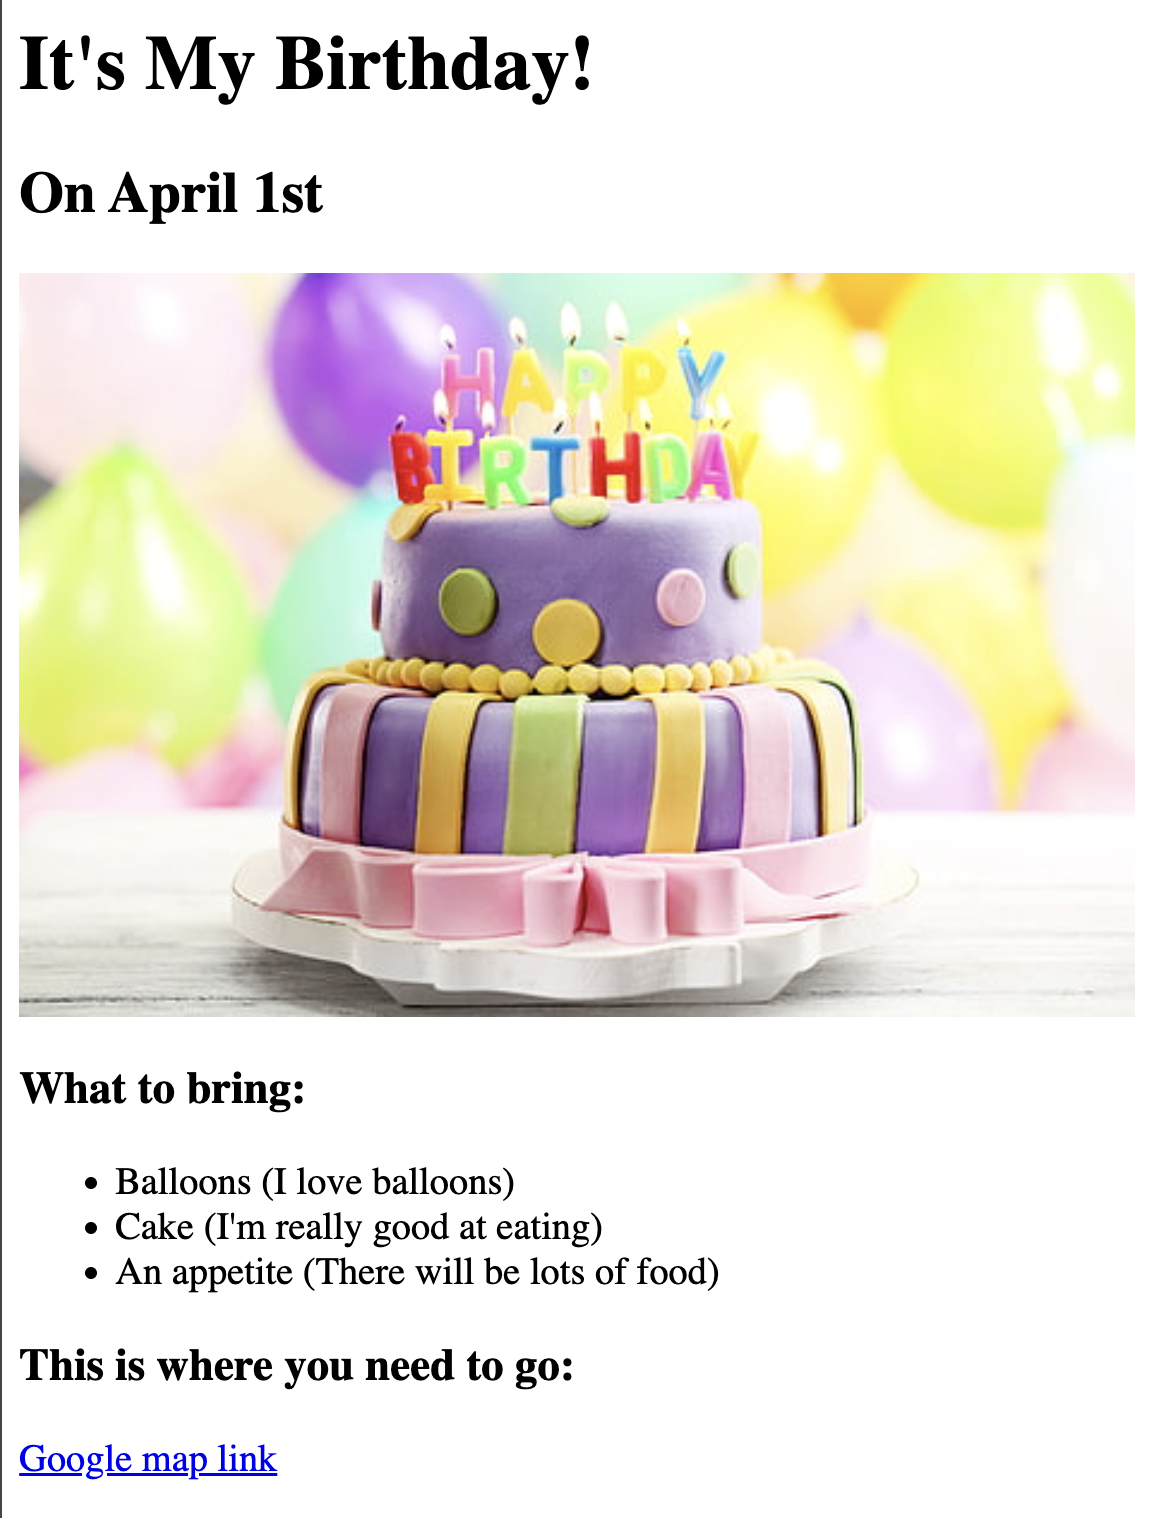 It's My Birthday!
On April 1st
HAPPY
BIRTHDAY
What to bring:
Balloons (I love balloons)
Cake (I'm really good at eating)
An appetite (There will be lots of food)
This is where you need to go:
Google map link